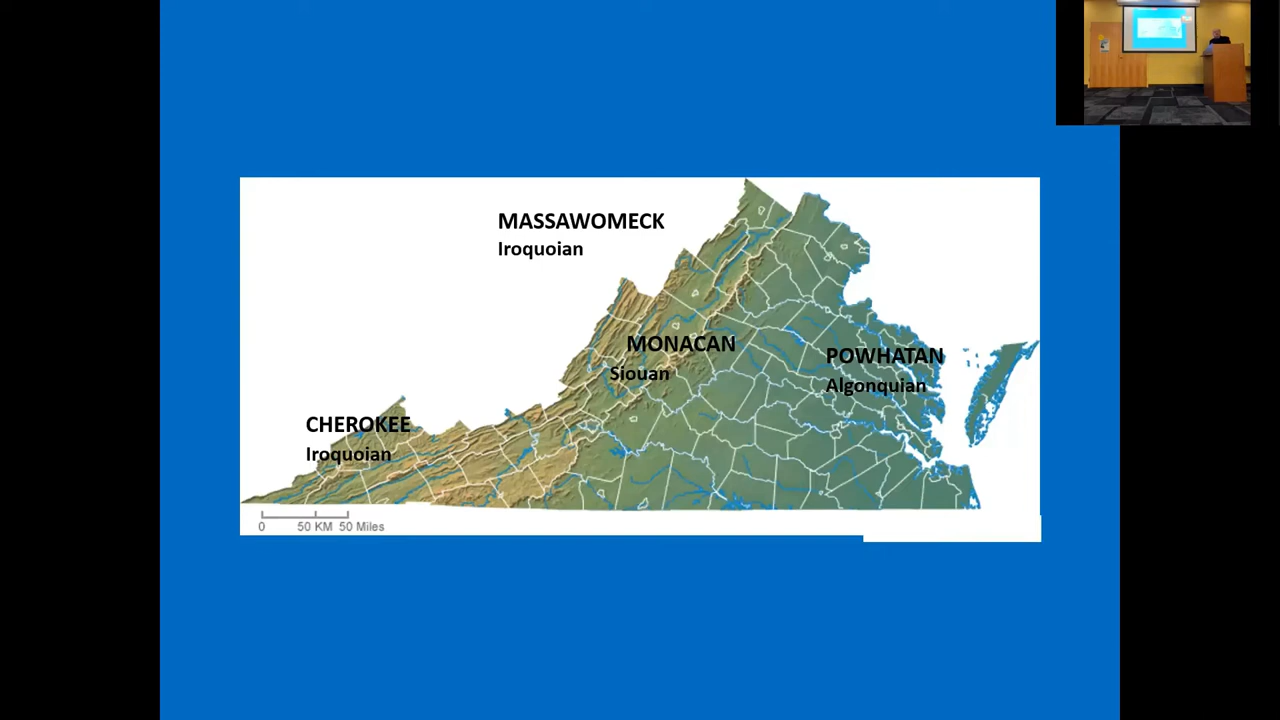 MASSAWOMECK
Iroquoian
MONACAN
Siouan
POWHATAN
Algonquian
CHEROKEE
Iroquoian
0 50 KM 50 Miles